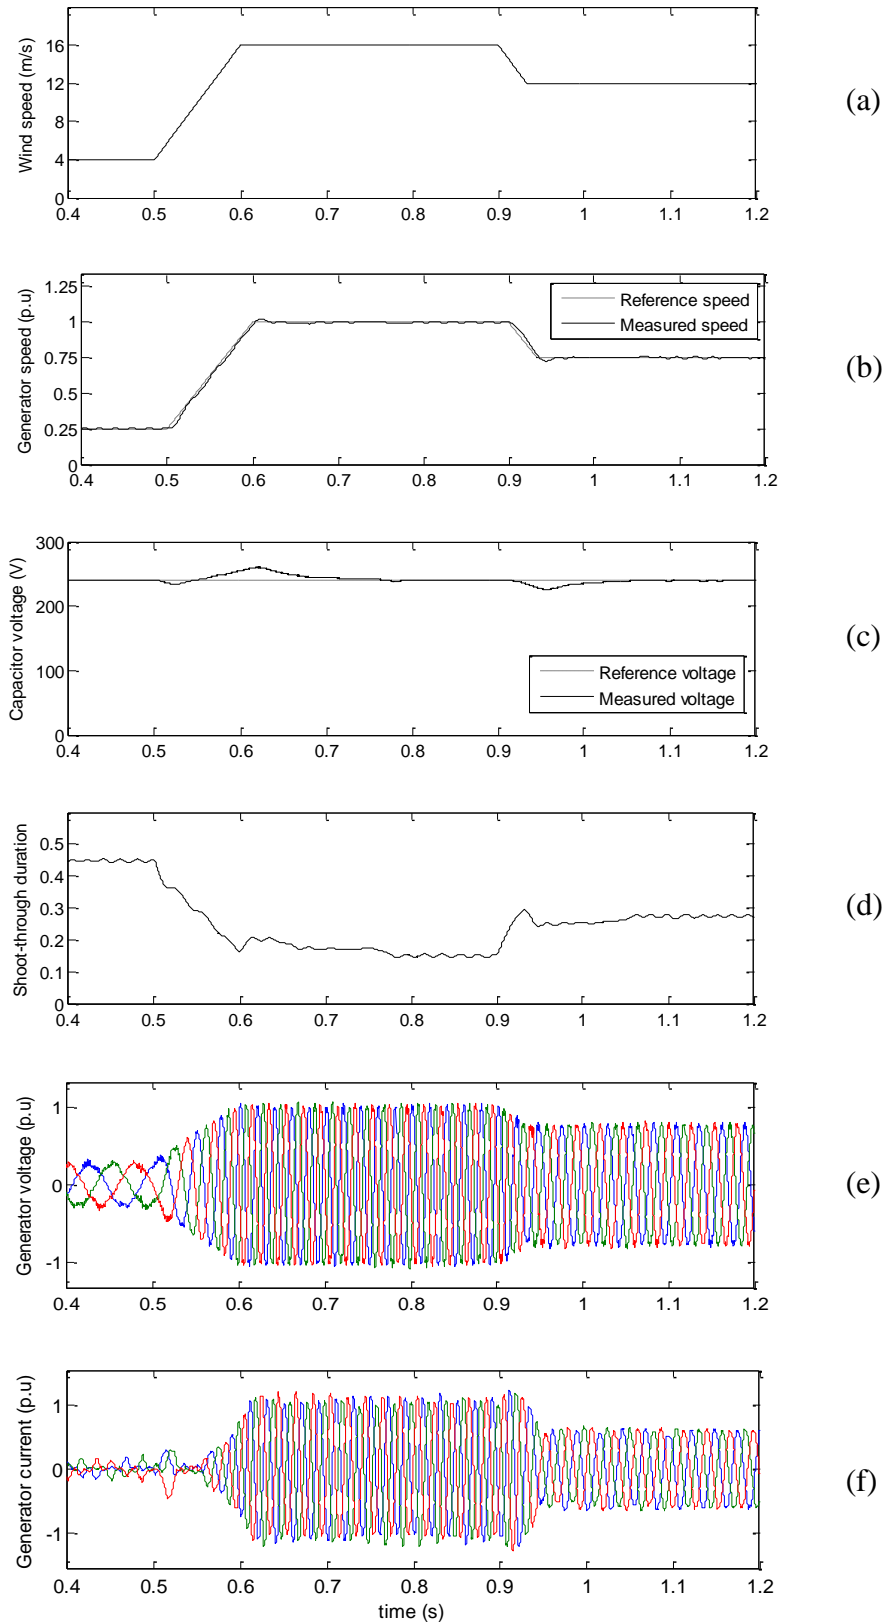 Wind speed (m/s)
16
12
8
4
0
0.4 0.5 0.6 0.7 0.8 0.9 1 1.1 1.2
(a)
Generator speed (p.u)
1.25
1
0.75
0.5
0.25
0
Reference speed
Measured speed
0.4 0.5 0.6 0.7 0.8 0.9 1 1.1 1.2
(b)
Capacitor voltage (V)
300
200
100
0
Reference voltage
Measured voltage
0.4 0.5 0.6 0.7 0.8 0.9 1 1.1 1.2
(c)
Shoot-through duration
0.5
0.4
0.3
0.2
0.1
0
0.4 0.5 0.6 0.7 0.8 0.9 1 1.1 1.2
(d)
Generator voltage (p.u)
1
0
-1
0.4 0.5 0.6 0.7 0.8 0.9 1 1.1 1.2
(e)
Generator current (p.u)
1
0
-1
0.4 0.5 0.6 0.7 0.8 0.9 1 1.1 1.2
time (s)
(f)